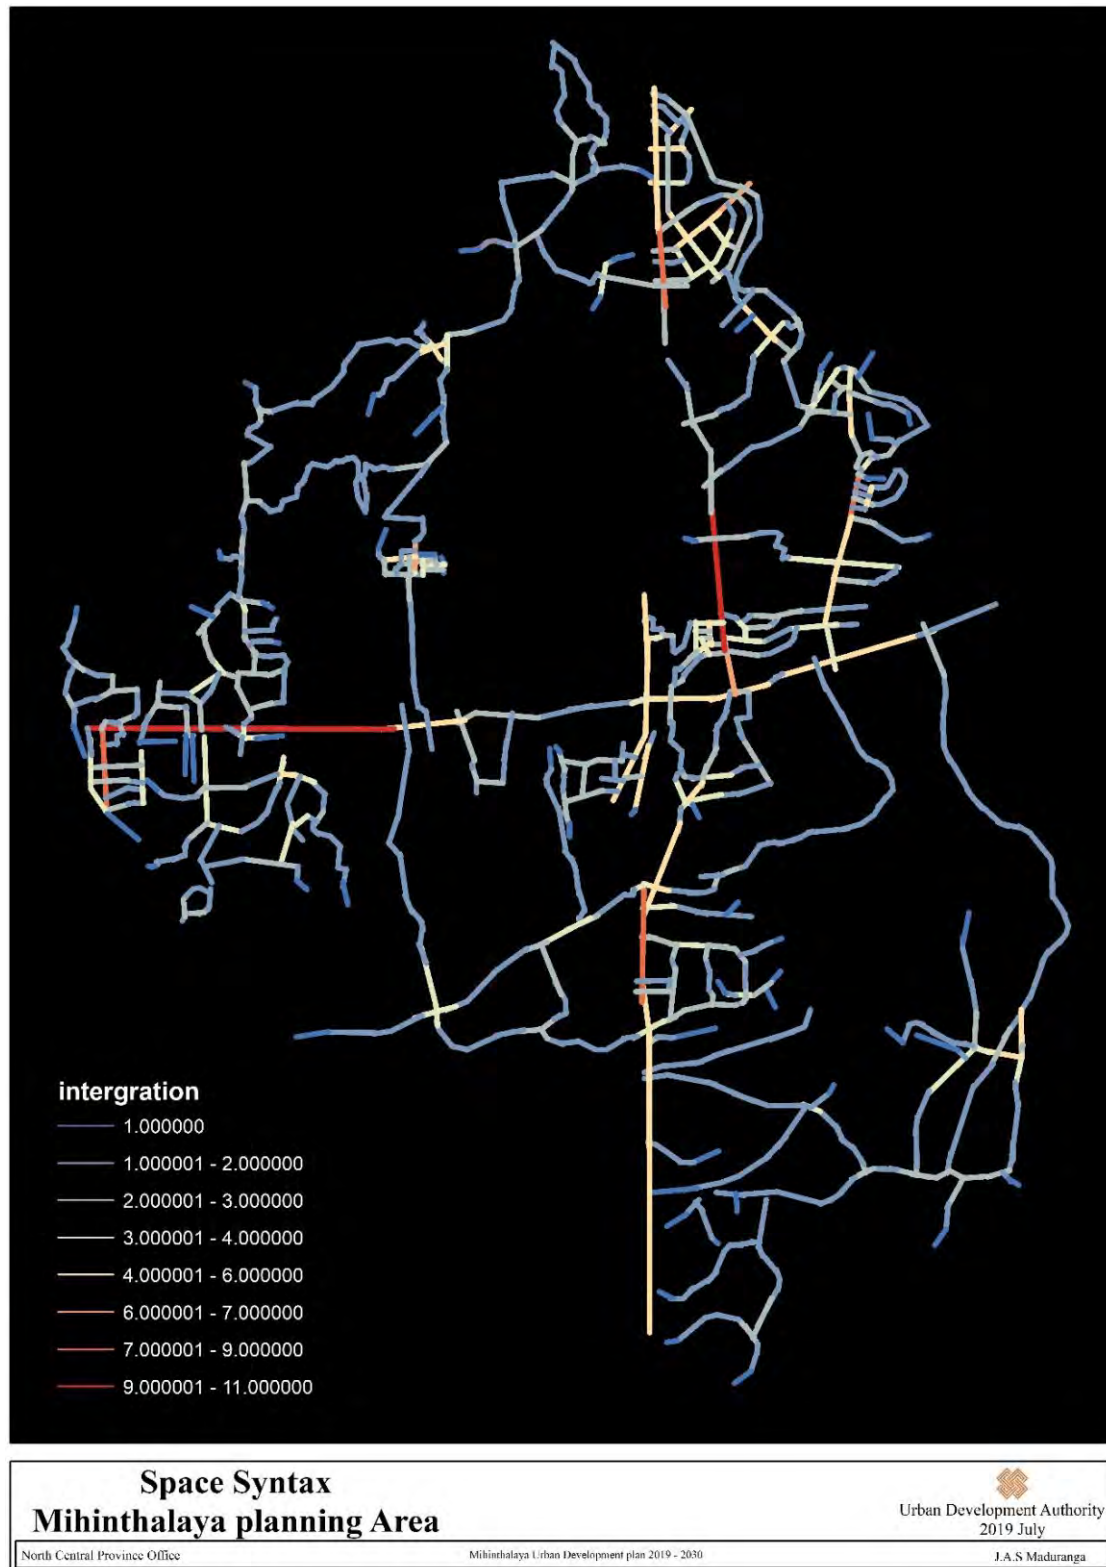 intergration
1.000000
1.000001 - 2.000000
2.000001 - 3.000000
3.000001 - 4.000000
4.000001 - 6.000000
6.000001 - 7.000000
7.000001 - 9.000000
9.000001 - 11.000000
Space Syntax
Mihinthalaya planning Area
Urban Development Authority
2019 July
North Central Province Office
Mihinthalaya Urban Development plan 2019 - 2030
J.A.S Maduranga